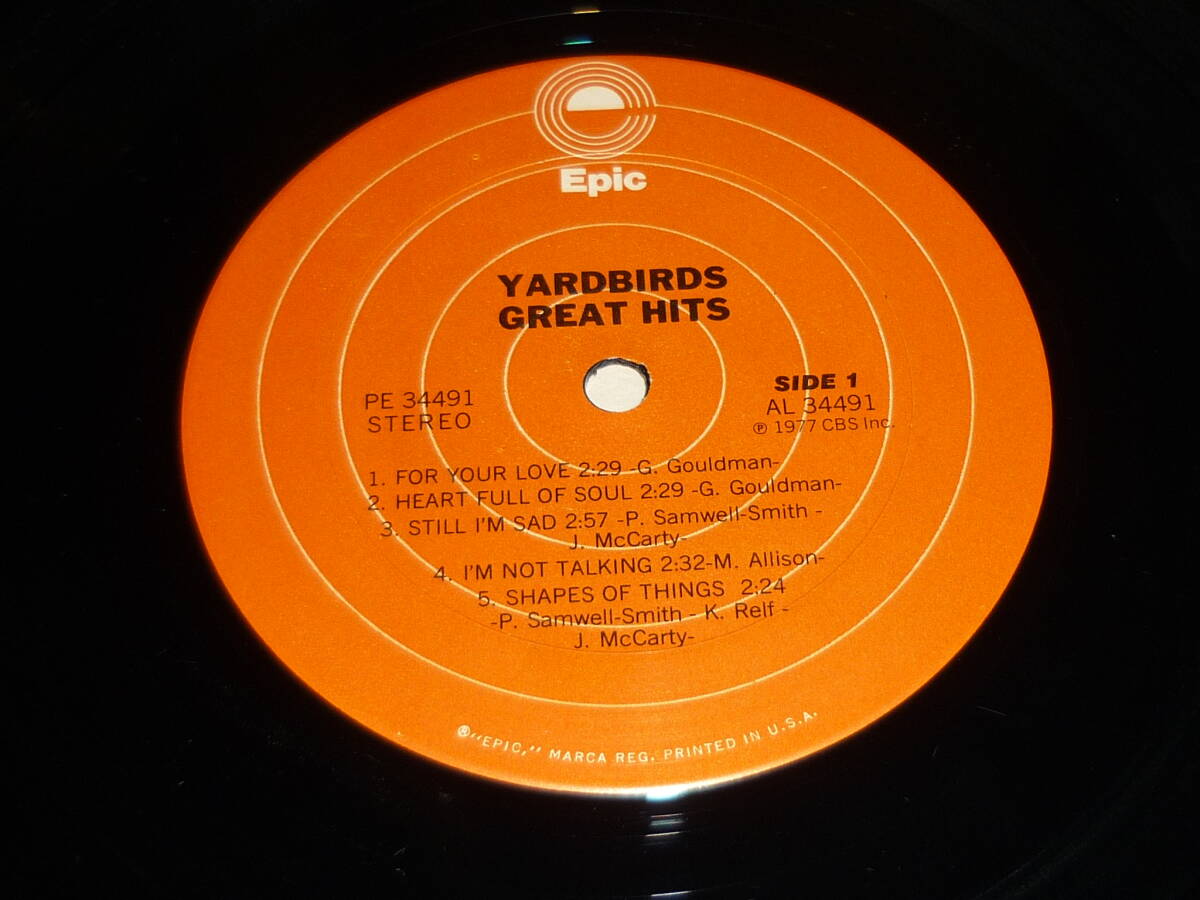 Epic
YARDBIRDS
GREAT HITS
PE 34491
STEREO
SIDE 1
AL 34491
℗ 1977 CBS Inc.
1. FOR YOUR LOVE 2:29 -G. Gouldman-
2. HEART FULL OF SOUL 2:29 -G. Gouldman-
3. STILL I'M SAD 2:57 -P. Samwell-Smith -
J. McCarty-
4. I'M NOT TALKING 2:32-M. Allison-
5. SHAPES OF THINGS 2:24
-P. Samwell-Smith - K. Relf -
J. McCarty-
®"EPIC," MARCA REG. PRINTED IN U.S.A.